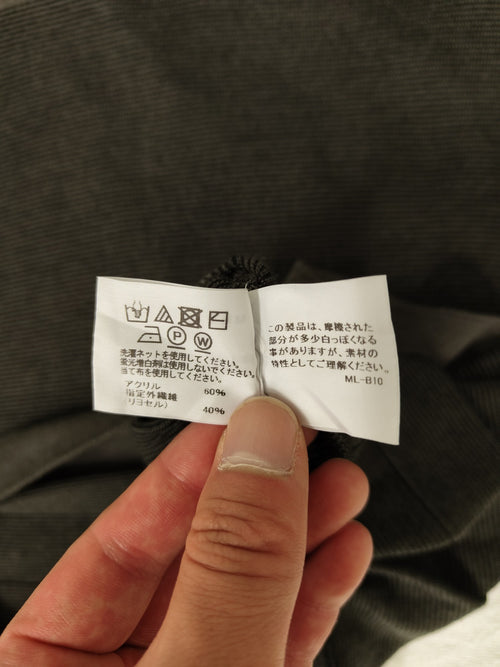 P W
洗濯ネットを使用してください。
蛍光増白剤は使用しないでください。
当て布を使用してください。
アクリル 60%
指定外繊維
(リヨセル) 40%
この製品は、摩擦された
部分が多少白っぽくなる
事がありますが、素材の
特性としてご理解ください。
ML-B10